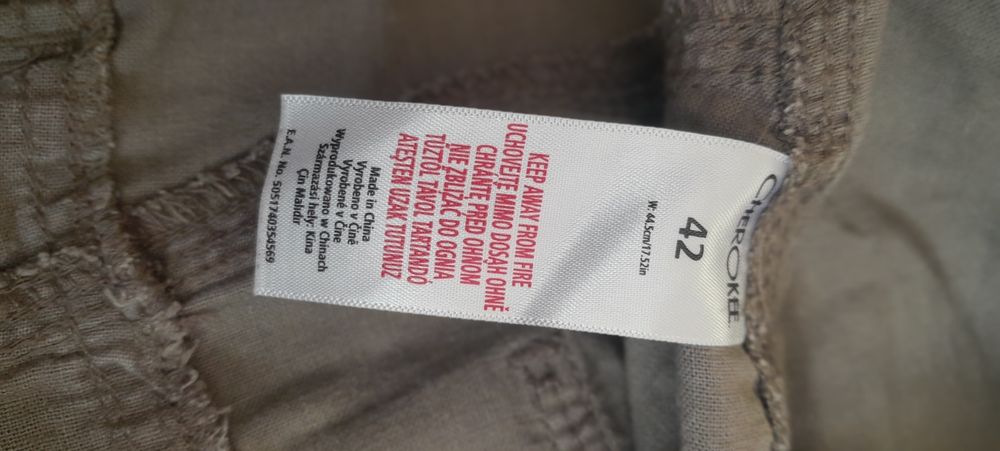 CHEROKEE
42
W: 44.5cm/17.52in
KEEP AWAY FROM FIRE
UCHOVEJTE MIMO DOSAH OHNĚ
CHRÁŇTE PRED OHŇOM
NIE ZBLIŻAĆ DO OGNIA
TŰZTŐL TÁVOL TARTANDÓ
ATEŞTEN UZAK TUTUNUZ
Made in China
Vyrobeno v Číně
Vyrobené v Číne
Wyprodukowano w Chinach
Származási hely: Kína
Çin Malıdır
E.A.N. No. 5051740354569